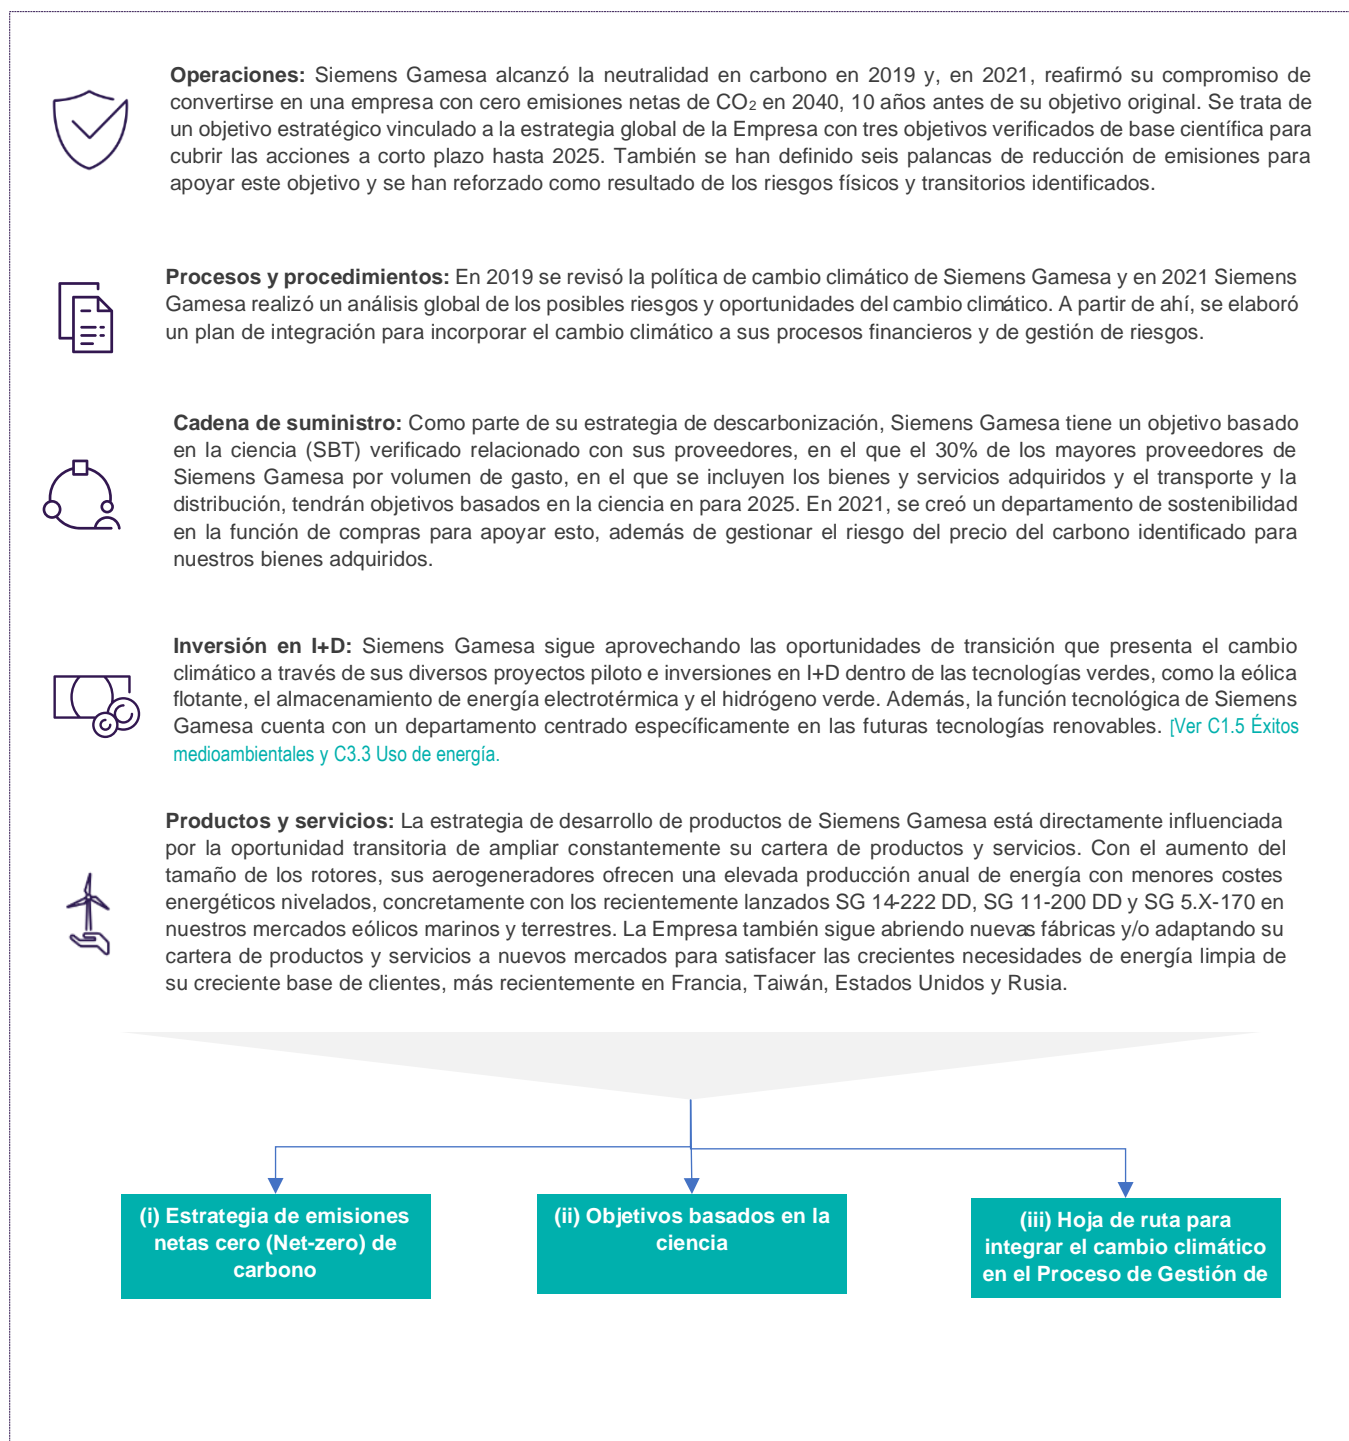 Operaciones: Siemens Gamesa alcanzó la neutralidad en carbono en 2019 y, en 2021, reafirmó su compromiso de
convertirse en una empresa con cero emisiones netas de CO₂ en 2040, 10 años antes de su objetivo original. Se trata de
un objetivo estratégico vinculado a la estrategia global de la Empresa con tres objetivos verificados de base científica para
cubrir las acciones a corto plazo hasta 2025. También se han definido seis palancas de reducción de emisiones para
apoyar este objetivo y se han reforzado como resultado de los riesgos físicos y transitorios identificados.
Procesos y procedimientos: En 2019 se revisó la política de cambio climático de Siemens Gamesa y en 2021 Siemens
Gamesa realizó un análisis global de los posibles riesgos y oportunidades del cambio climático. A partir de ahí, se elaboró
un plan de integración para incorporar el cambio climático a sus procesos financieros y de gestión de riesgos.
Cadena de suministro: Como parte de su estrategia de descarbonización, Siemens Gamesa tiene un objetivo basado
en la ciencia (SBT) verificado relacionado con sus proveedores, en el que el 30% de los mayores proveedores de
Siemens Gamesa por volumen de gasto, en el que se incluyen los bienes y servicios adquiridos y el transporte y la
distribución, tendrán objetivos basados en la ciencia en para 2025. En 2021, se creó un departamento de sostenibilidad
en la función de compras para apoyar esto, además de gestionar el riesgo del precio del carbono identificado para
nuestros bienes adquiridos.
Inversión en I+D: Siemens Gamesa sigue aprovechando las oportunidades de transición que presenta el cambio
climático a través de sus diversos proyectos piloto e inversiones en I+D dentro de las tecnologías verdes, como la eólica
flotante, el almacenamiento de energía electrotérmica y el hidrógeno verde. Además, la función tecnológica de Siemens
Gamesa cuenta con un departamento centrado específicamente en las futuras tecnologías renovables. [Ver C1.5 Éxitos
medioambientales y C3.3 Uso de energía.
Productos y servicios: La estrategia de desarrollo de productos de Siemens Gamesa está directamente influenciada
por la oportunidad transitoria de ampliar constantemente su cartera de productos y servicios. Con el aumento del
tamaño de los rotores, sus aerogeneradores ofrecen una elevada producción anual de energía con menores costes
energéticos nivelados, concretamente con los recientemente lanzados SG 14-222 DD, SG 11-200 DD y SG 5.X-170 en
nuestros mercados eólicos marinos y terrestres. La Empresa también sigue abriendo nuevas fábricas y/o adaptando su
cartera de productos y servicios a nuevos mercados para satisfacer las crecientes necesidades de energía limpia de
su creciente base de clientes, más recientemente en Francia, Taiwán, Estados Unidos y Rusia.
(i) Estrategia de emisiones
netas cero (Net-zero) de
carbono
(ii) Objetivos basados en la
ciencia
(iii) Hoja de ruta para
integrar el cambio climático
en el Proceso de Gestión de